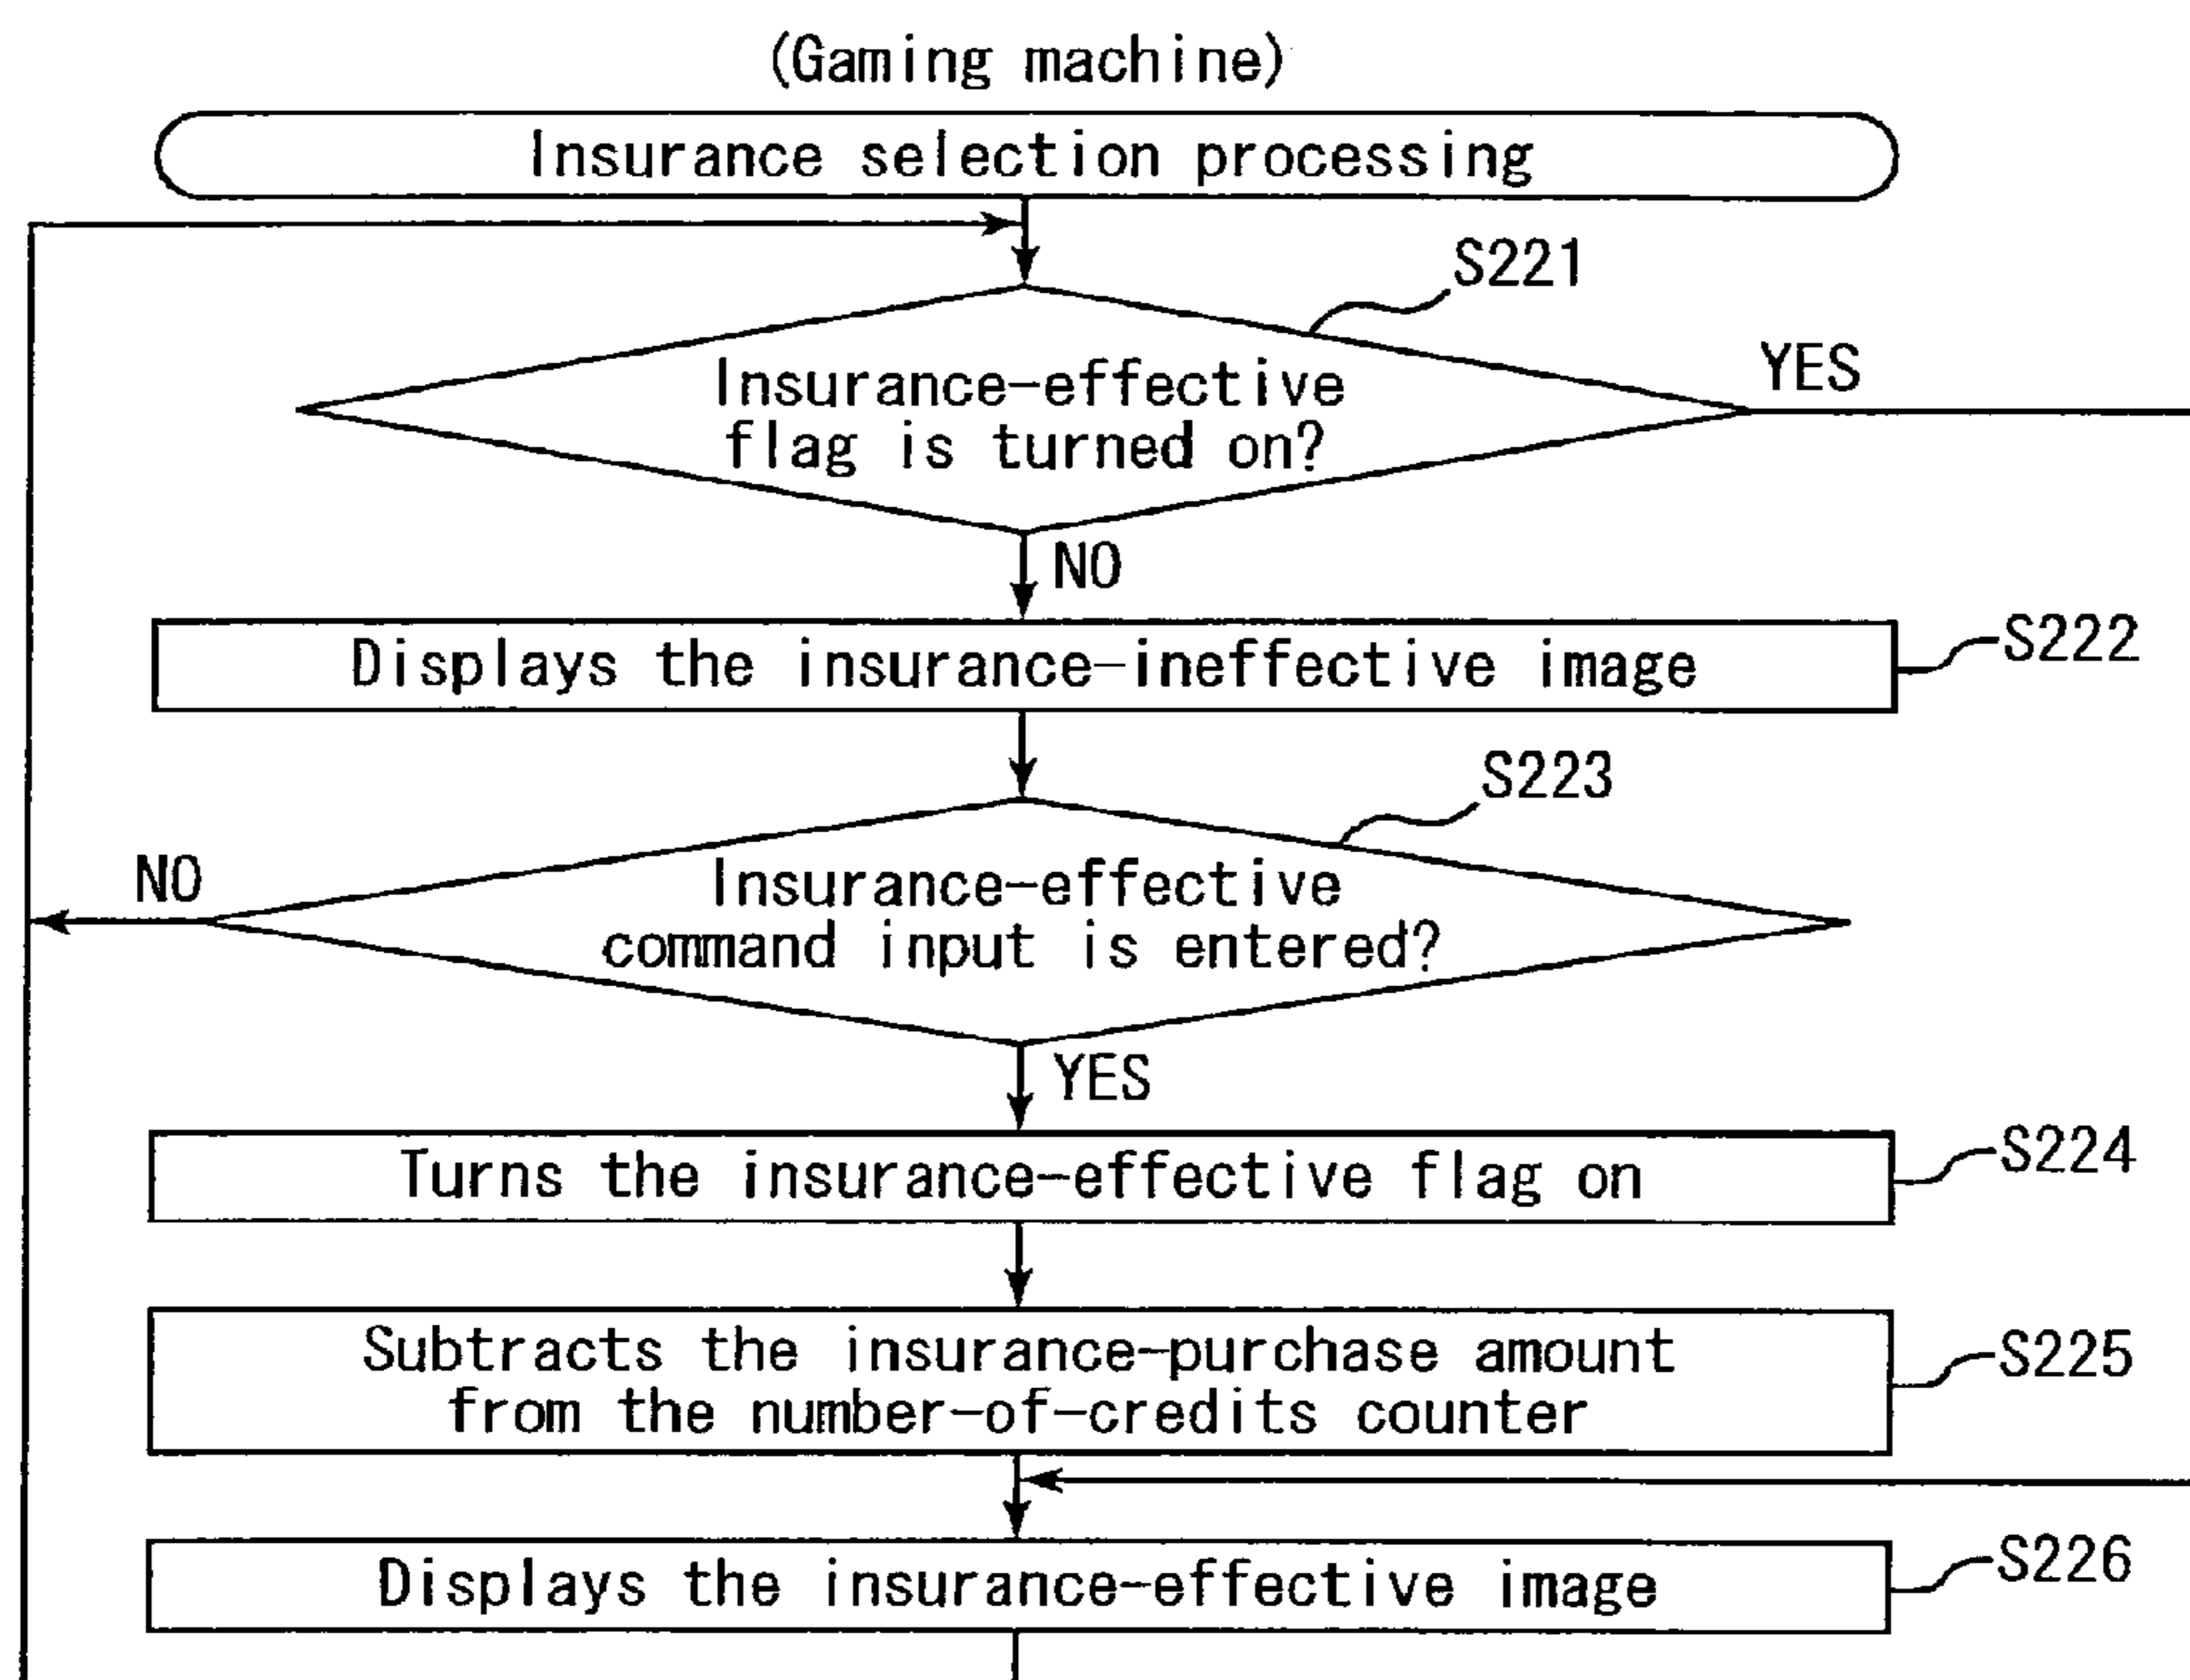 (Gaming machine)
Insurance selection processing
S221
Insurance-effective
flag is turned on?
YES
NO
Displays the insurance-ineffective image
S222
S223
Insurance-effective
command input is entered?
NO
YES
Turns the insurance-effective flag on
S224
Subtracts the insurance-purchase amount
from the number-of-credits counter
S225
Displays the insurance-effective image
S226